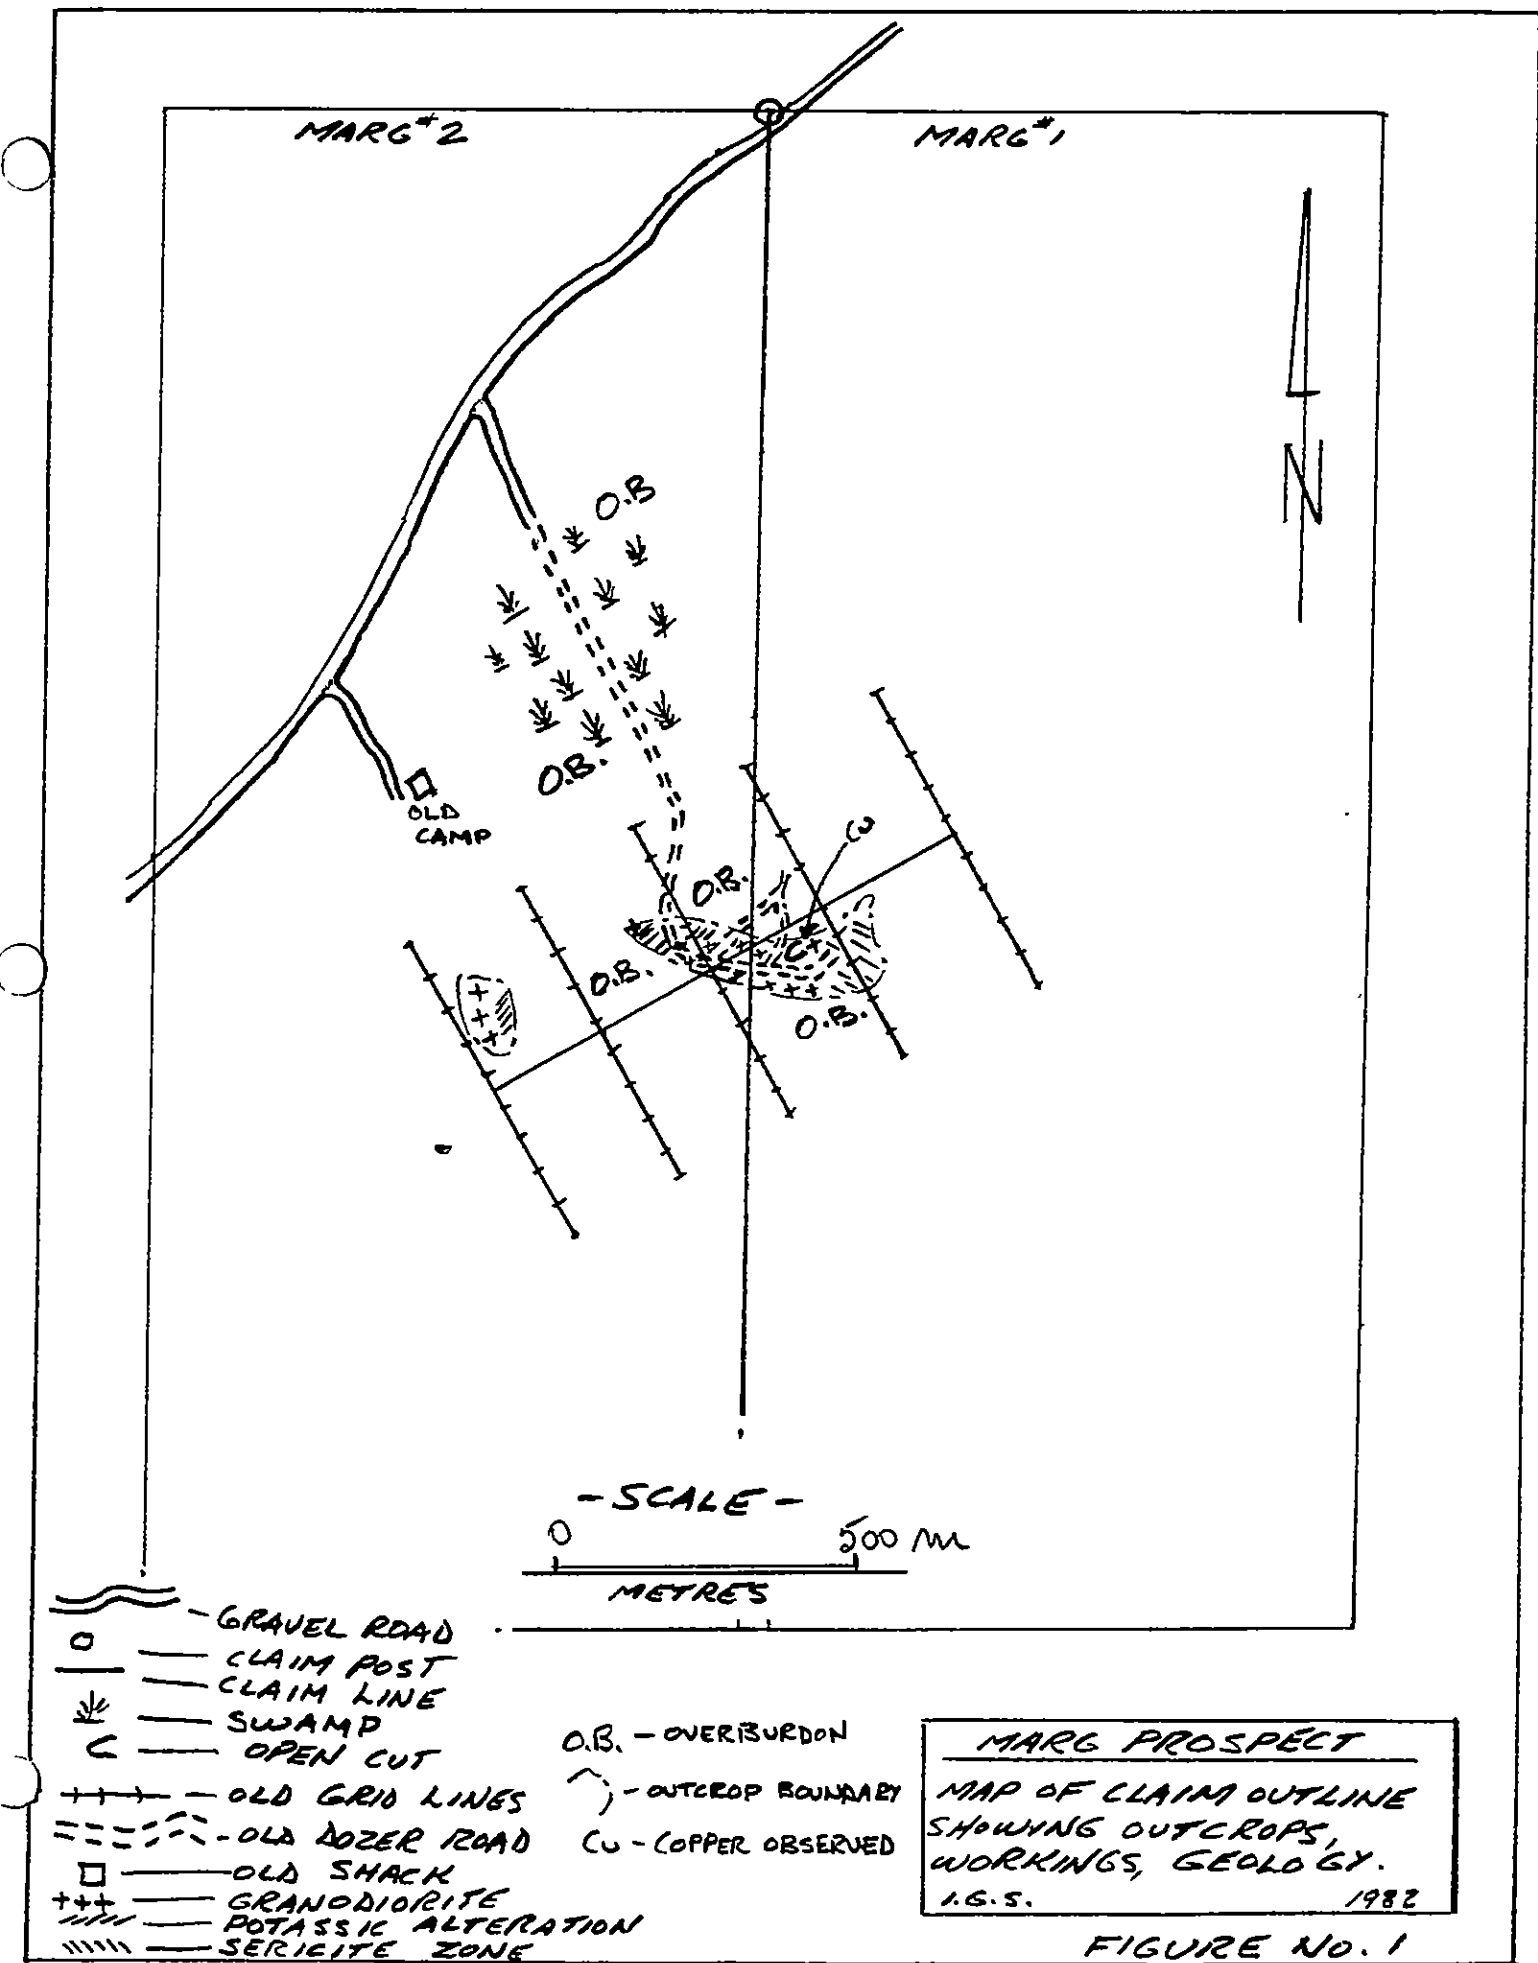 MARG #2
MARG #1
N
O.B
O.B.
OLD
CAMP
Cu
O.B.
O.B.
C
O.B.
- SCALE -
0 500 m
METRES
- GRAVEL ROAD
CLAIM POST
CLAIM LINE
SWAMP
C OPEN CUT
OLD GRID LINES
- OLD DOZER ROAD
OLD SHACK
+++ GRANODIORITE
POTASSIC ALTERATION
SERICITE ZONE
O.B. - OVERBURDON
- OUTCROP BOUNDARY
Cu - COPPER OBSERVED
MARG PROSPECT
MAP OF CLAIM OUTLINE
SHOWING OUTCROPS,
WORKINGS, GEOLOGY.
I.G.S. 1982
FIGURE No. 1